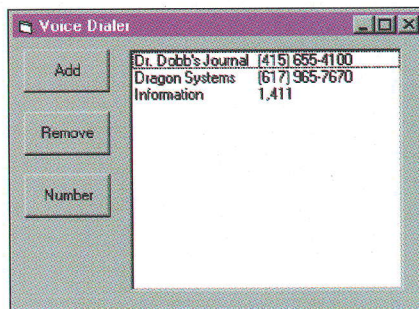 Voice Dialer
Add
Remove
Number
Dr. Dobb's Journal (415) 655-4100
Dragon Systems (617) 965-7670
Information 1,411